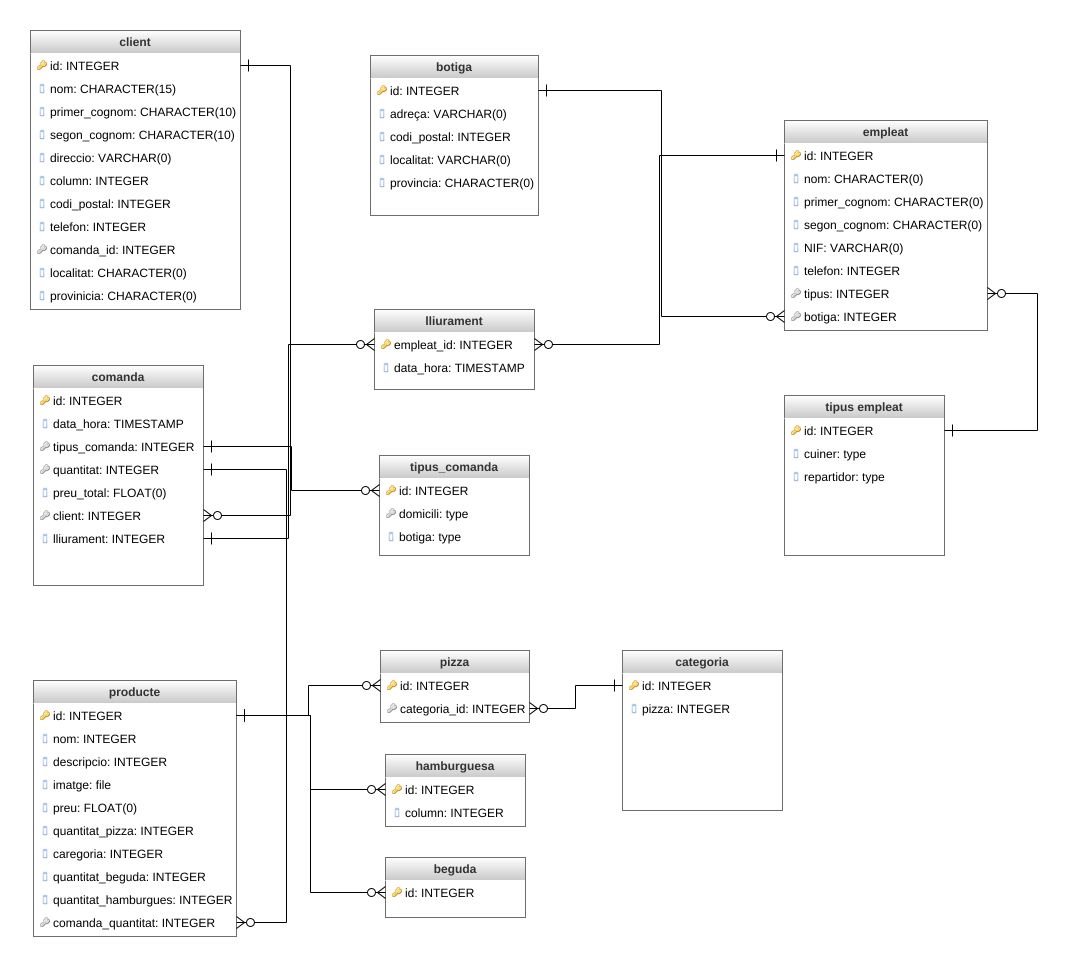 client
id: INTEGER
nom: CHARACTER(15)
primer_cognom: CHARACTER(10)
segon_cognom: CHARACTER(10)
direccio: VARCHAR(0)
column: INTEGER
codi_postal: INTEGER
telefon: INTEGER
comanda_id: INTEGER
localitat: CHARACTER(0)
provinicia: CHARACTER(0)
botiga
id: INTEGER
adreça: VARCHAR(0)
codi_postal: INTEGER
localitat: VARCHAR(0)
provincia: CHARACTER(0)
empleat
id: INTEGER
nom: CHARACTER(0)
primer_cognom: CHARACTER(0)
segon_cognom: CHARACTER(0)
NIF: VARCHAR(0)
telefon: INTEGER
tipus: INTEGER
botiga: INTEGER
lliurament
empleat_id: INTEGER
data_hora: TIMESTAMP
comanda
id: INTEGER
data_hora: TIMESTAMP
tipus_comanda: INTEGER
quantitat: INTEGER
preu_total: FLOAT(0)
client: INTEGER
lliurament: INTEGER
tipus_comanda
id: INTEGER
domicili: type
botiga: type
tipus empleat
id: INTEGER
cuiner: type
repartidor: type
producte
id: INTEGER
nom: INTEGER
descripcio: INTEGER
imatge: file
preu: FLOAT(0)
quantitat_pizza: INTEGER
caregoria: INTEGER
quantitat_beguda: INTEGER
quantitat_hamburgues: INTEGER
comanda_quantitat: INTEGER
pizza
id: INTEGER
categoria_id: INTEGER
categoria
id: INTEGER
pizza: INTEGER
hamburguesa
id: INTEGER
column: INTEGER
beguda
id: INTEGER